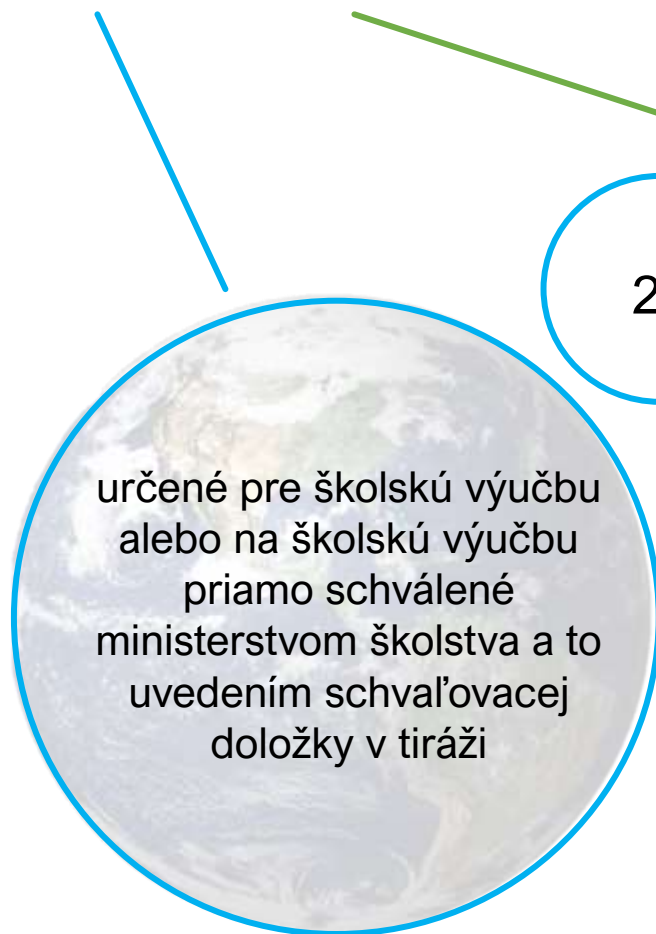 2
určené pre školskú výučbu
alebo na školskú výučbu
priamo schválené
ministerstvom školstva a to
uvedením schvaľovacej
doložky v tiráži